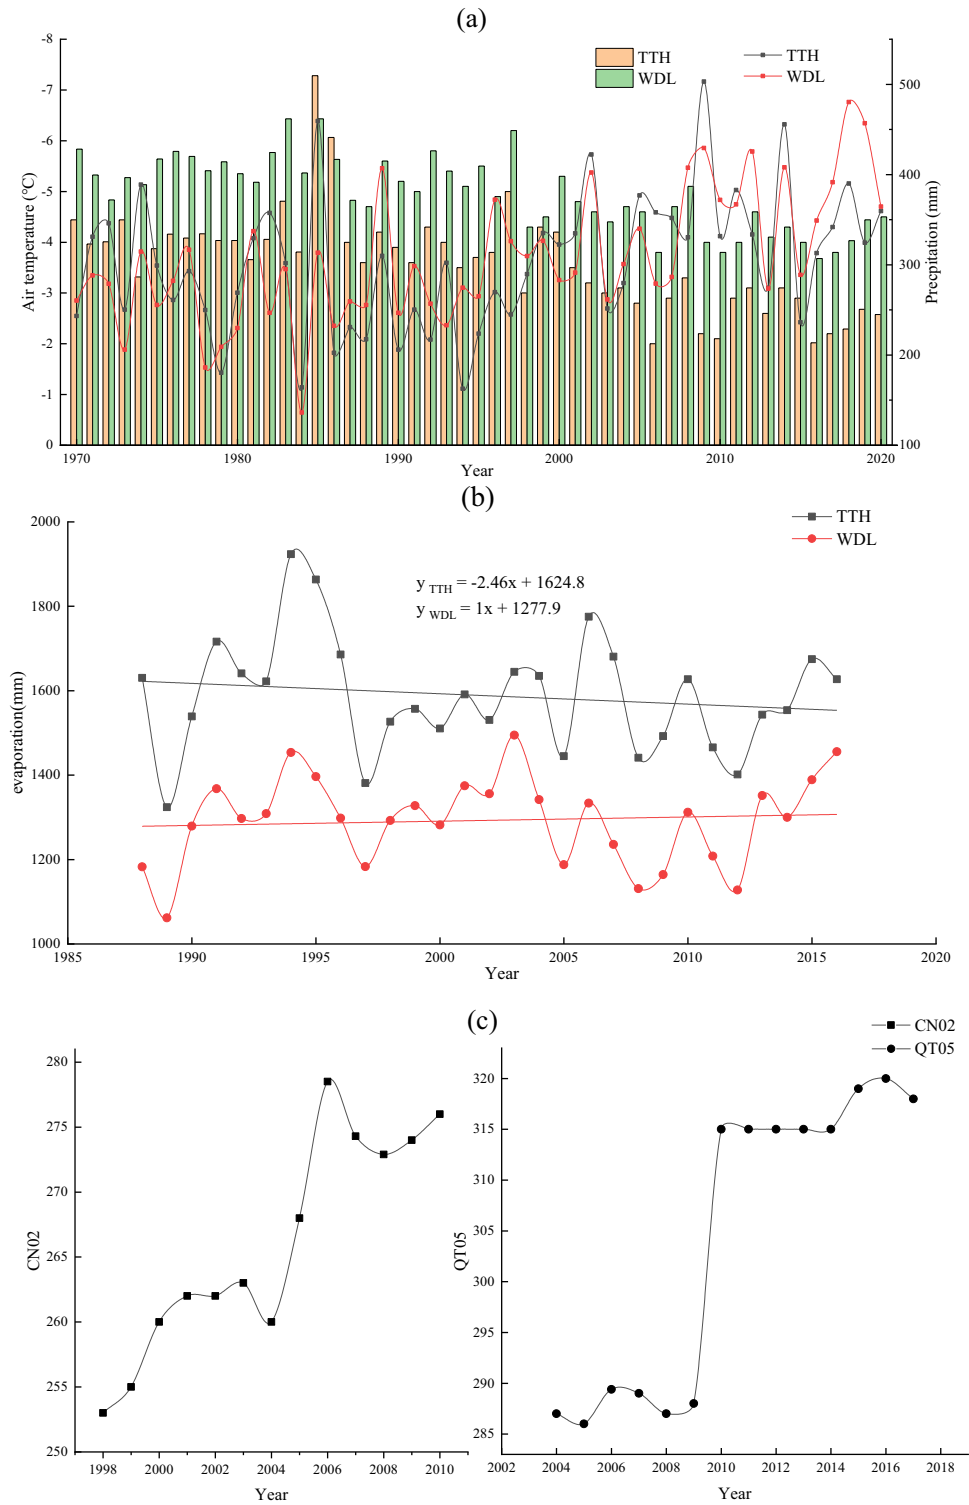 (a)
-8
-7
-6
-5
-4
-3
-2
-1
0
Air temperature (°C)
TTH
WDL
TTH
WDL
500
400
300
200
100
Precpitation (mm)
1970
1980
1990
2000
2010
2020
Year
(b)
TTH
WDL
2000
1800
1600
1400
1200
1000
evaporation(mm)
y TTH = -2.46x + 1624.8
y WDL = 1x + 1277.9
1985
1990
1995
2000
2005
2010
2015
2020
Year
(c)
CN02
QT05
280
275
270
265
260
255
250
CN02
1998
2000
2002
2004
2006
2008
2010
Year
320
315
310
305
300
295
290
285
QT05
2002
2004
2006
2008
2010
2012
2014
2016
2018
Year